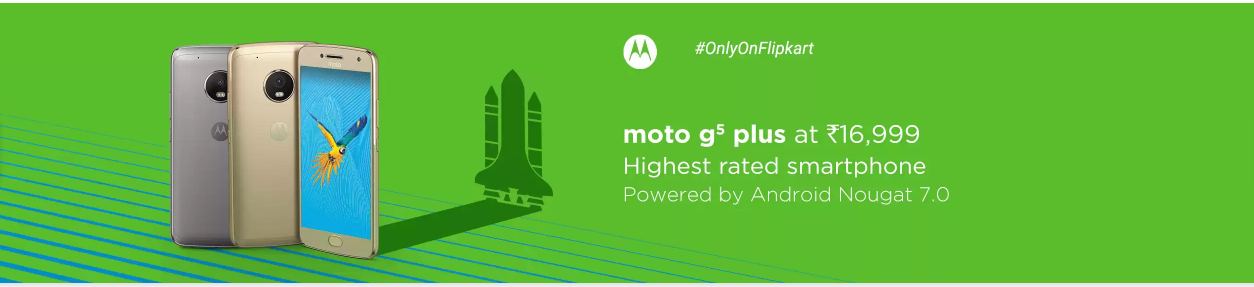 #OnlyOnFlipkart
moto g⁵ plus at ₹16,999
Highest rated smartphone
Powered by Android Nougat 7.0